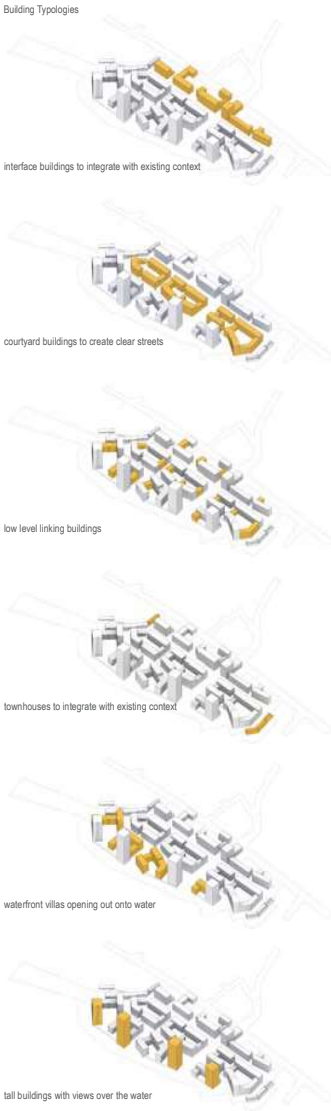 Building Typologies
interface buildings to integrate with existing context
courtyard buildings to create clear streets
low level linking buildings
townhouses to integrate with existing context
waterfront villas opening out onto water
tall buildings with views over the water